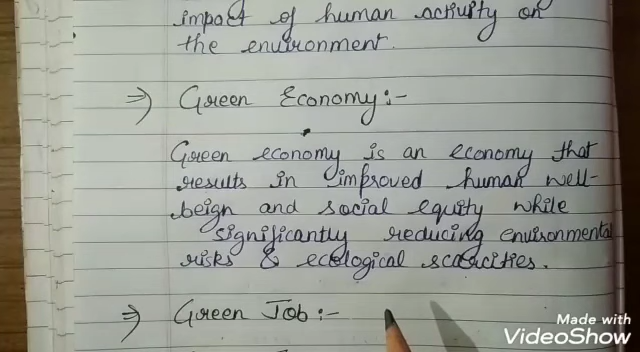 impact of human activity on
the environment.
⇒ Green Economy:-
Green economy is an economy that
results in improved human well-
beign and social equity while
significantly reducing environmental
risks & ecological scarcities.
⇒ Green Job:-
Made with
VideoShow